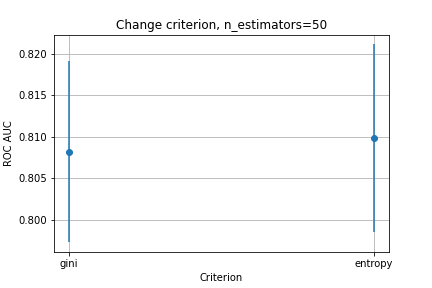 Change criterion, n_estimators=50
0.820
0.815
0.810
0.805
0.800
ROC AUC
gini
entropy
Criterion